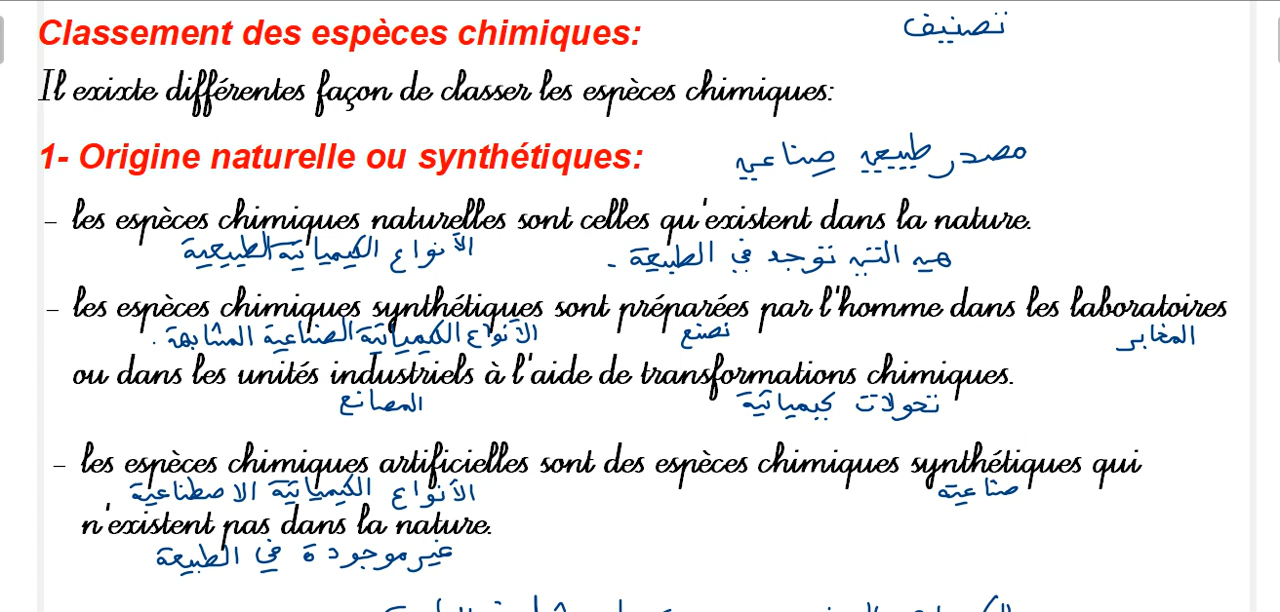 Classement des espèces chimiques: تصنيف
Il existe différentes façon de classer les espèces chimiques:
1- Origine naturelle ou synthétiques: مصدر طبيعي صناعي
- les espèces chimiques naturelles sont celles qu'existent dans la nature.
الأنواع الكيميائية الطبيعية هي التي توجد في الطبيعة .
- les espèces chimiques synthétiques sont préparées par l'homme dans les laboratoires
الأنواع الكيميائية الصناعية المشابهة . تصنع المخابر
ou dans les unités industriels à l'aide de transformations chimiques.
المصانع تحولات كيميائية
- les espèces chimiques artificielles sont des espèces chimiques synthétiques qui
الأنواع الكيميائية الاصطناعية صناعية
n'existent pas dans la nature.
غير موجودة في الطبيعة